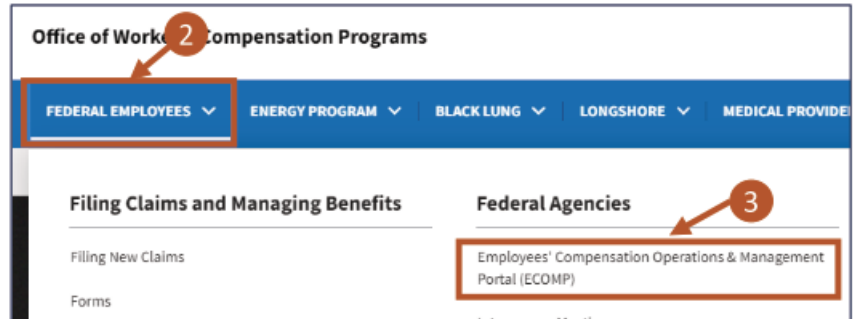 Office of Work Compensation Programs
2
FEDERAL EMPLOYEES
ENERGY PROGRAM
BLACK LUNG
LONGSHORE
MEDICAL PROVIDE
Filing Claims and Managing Benefits
Federal Agencies
3
Filing New Claims
Employees' Compensation Operations & Management
Portal (ECOMP)
Forms